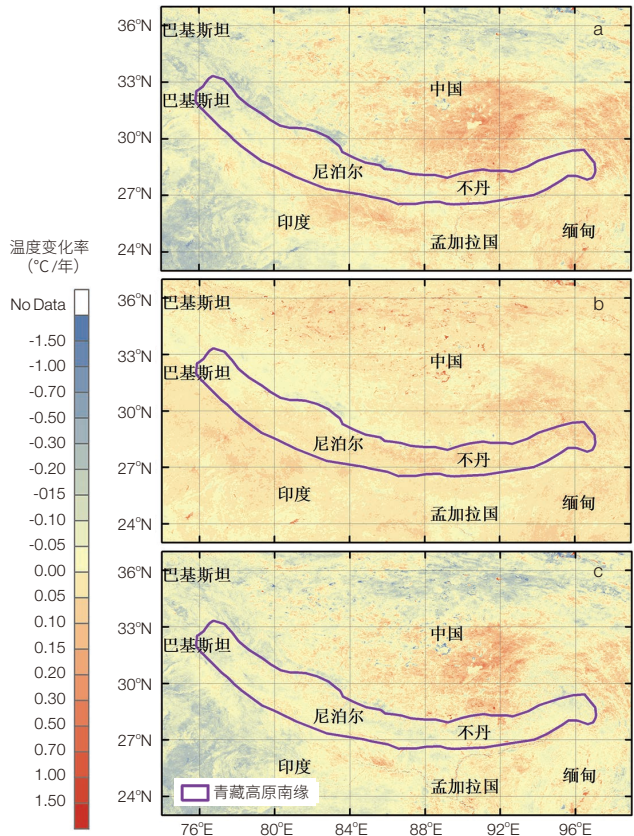 36°N
巴基斯坦
a
33°N
中国
巴基斯坦
30°N
尼泊尔
不丹
27°N
印度
孟加拉国
缅甸
24°N
温度变化率
（℃/年）
No Data
-1.50
-1.00
-0.70
-0.50
-0.30
-0.20
-015
-0.10
-0.05
0.00
0.05
0.10
0.15
0.20
0.30
0.50
0.70
1.00
1.50
36°N
巴基斯坦
b
33°N
中国
巴基斯坦
30°N
尼泊尔
不丹
27°N
印度
孟加拉国
缅甸
24°N
36°N
巴基斯坦
c
33°N
中国
巴基斯坦
30°N
尼泊尔
不丹
27°N
印度
孟加拉国
缅甸
青藏高原南缘
24°N
76°E 80°E 84°E 88°E 92°E 96°E